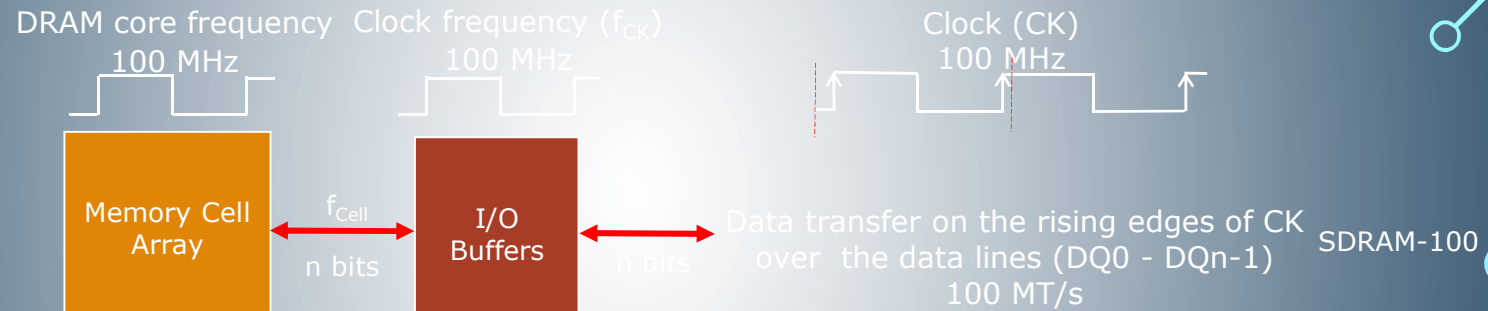 DRAM core frequency
100 MHz
Clock frequency (fCK)
100 MHz
Clock (CK)
100 MHz
Memory Cell
Array
fCell
n bits
I/O
Buffers
n bits
Data transfer on the rising edges of CK
over the data lines (DQ0 - DQn-1)
100 MT/s
SDRAM-100